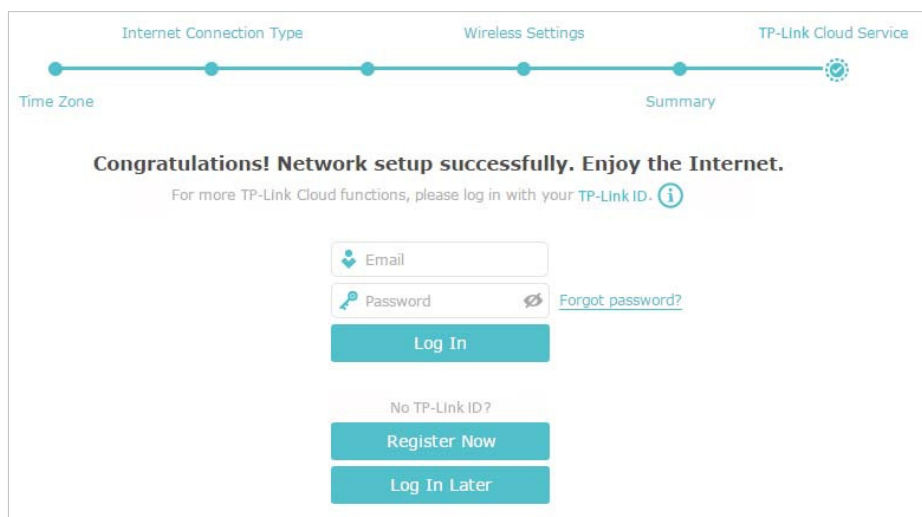 Internet Connection Type
Wireless Settings
TP-Link Cloud Service
Time Zone
Summary
Congratulations! Network setup successfully. Enjoy the Internet.
For more TP-Link Cloud functions, please log in with your TP-Link ID.
Email
Password
Forgot password?
Log In
No TP-Link ID?
Register Now
Log In Later